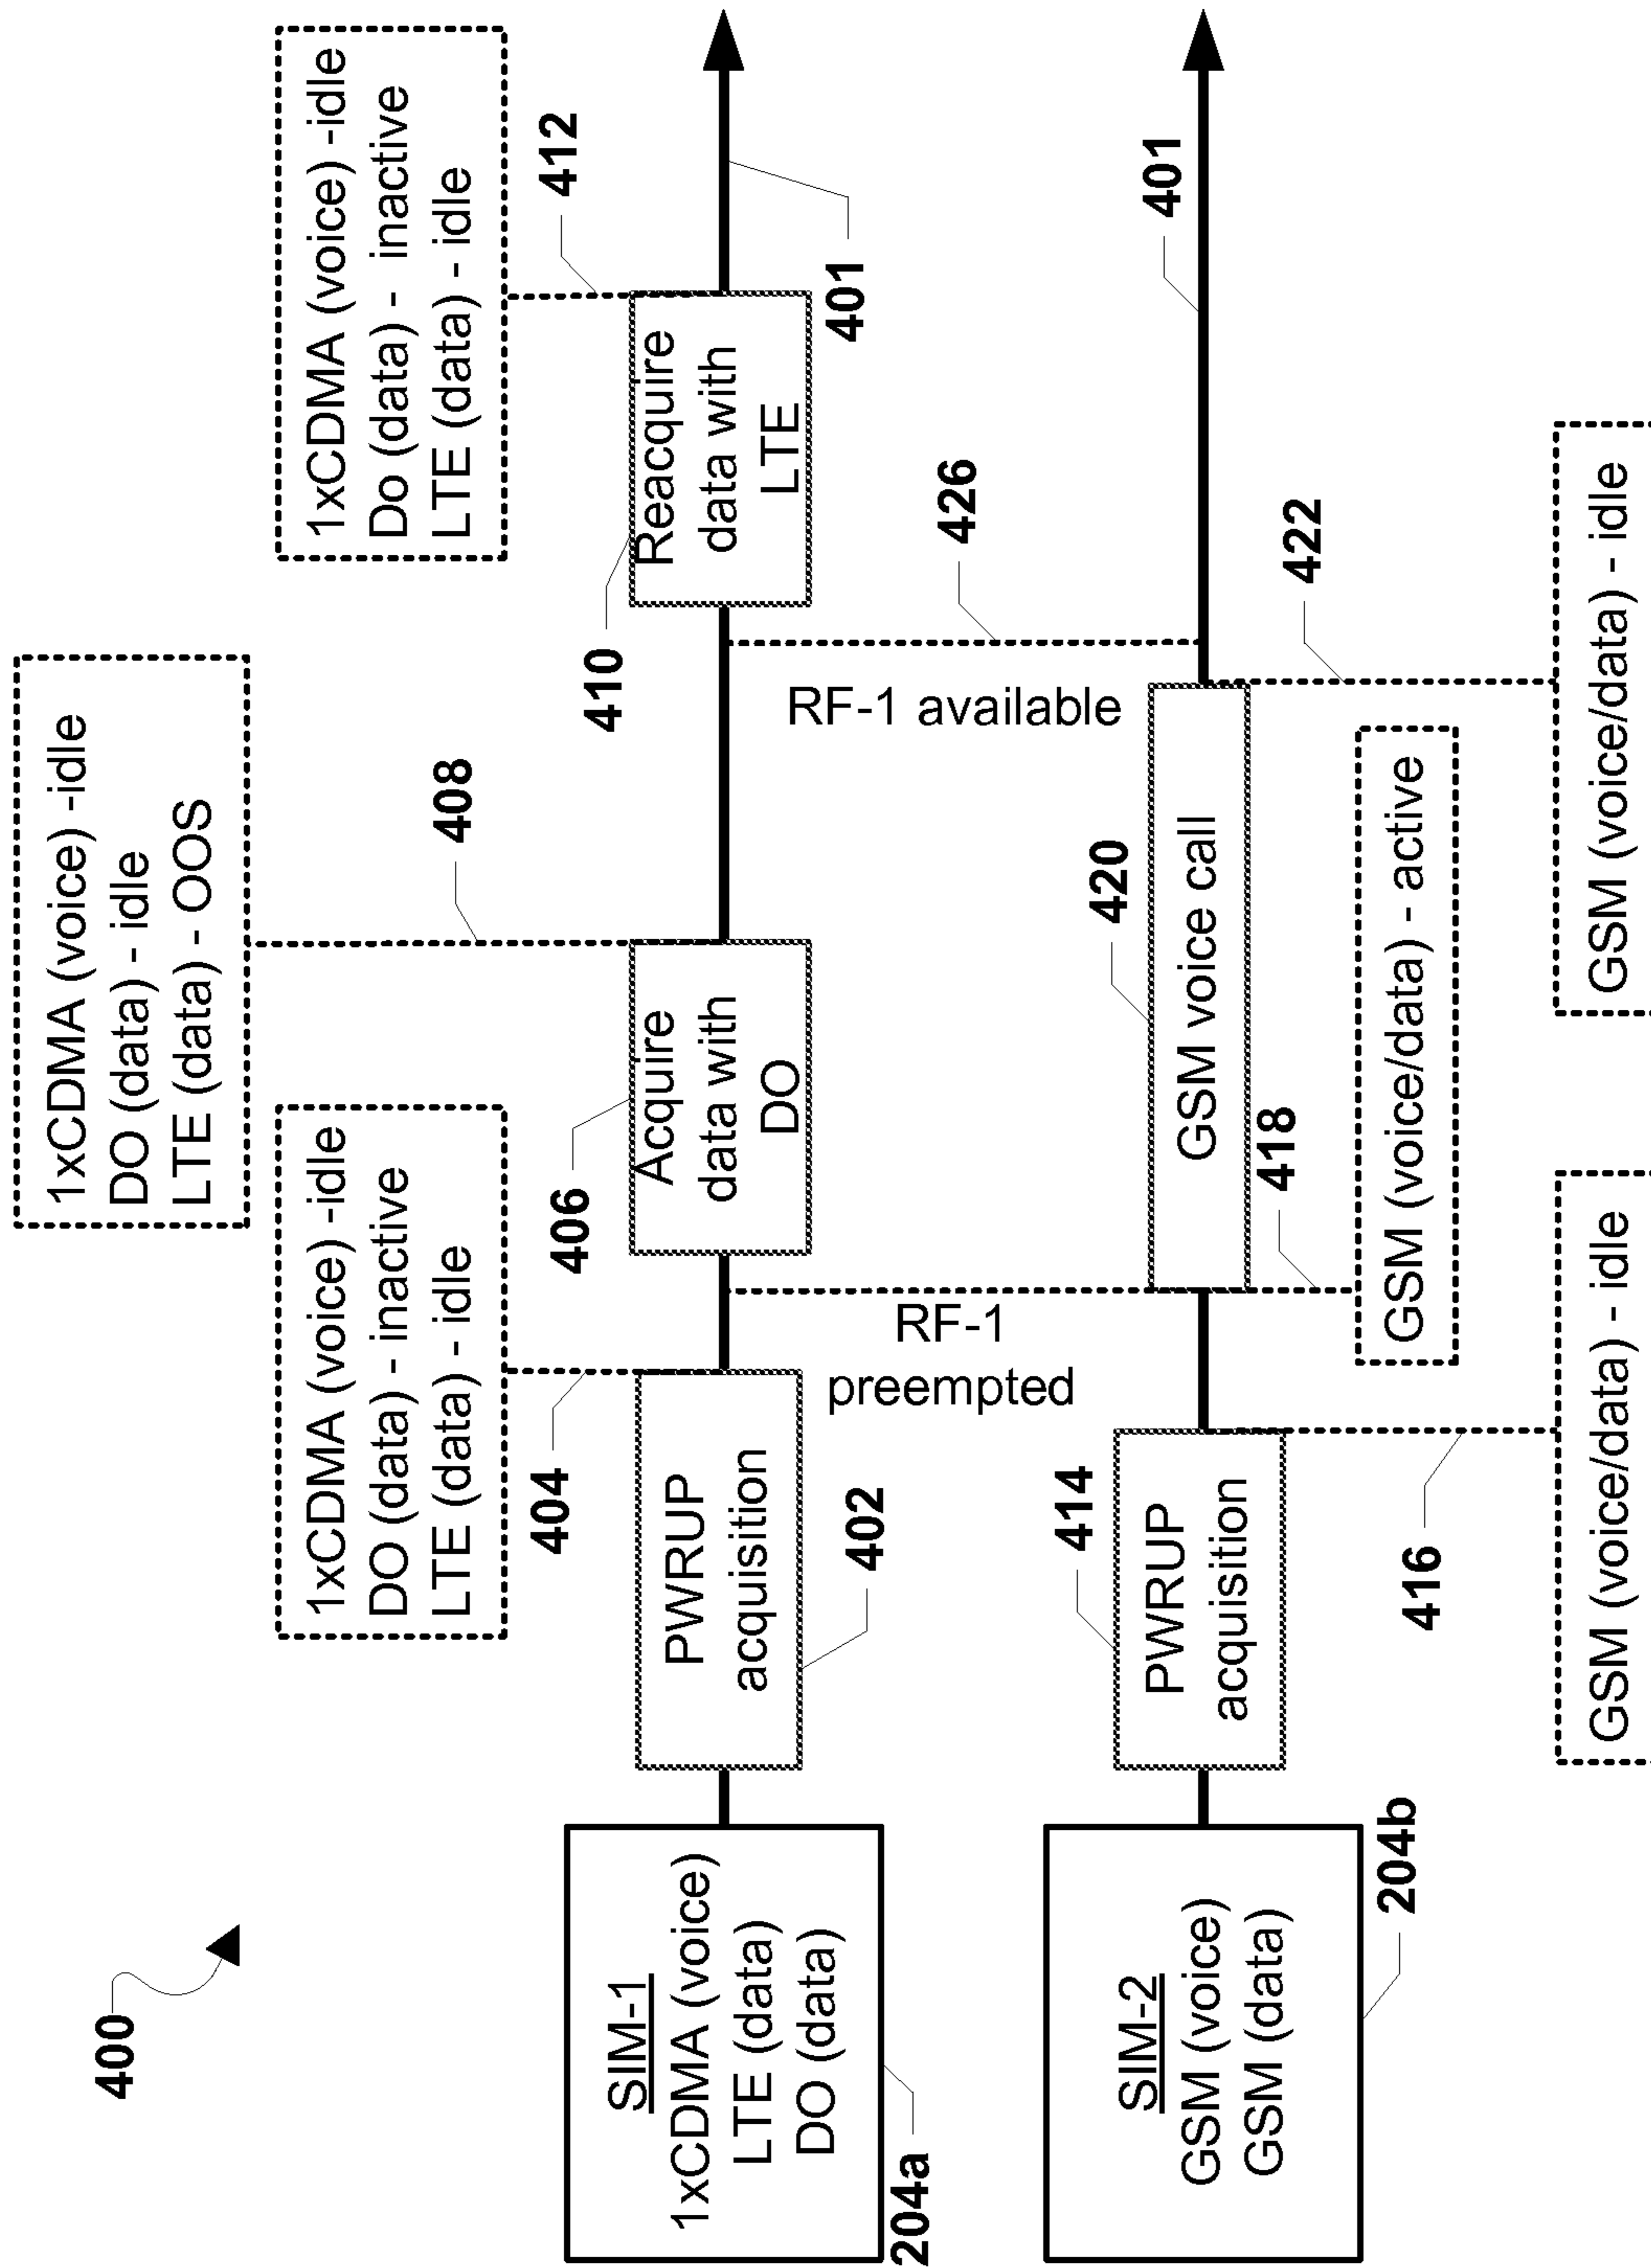 400
1xCDMA (voice) -idle
DO (data) - idle
LTE (data) - OOS
408
1xCDMA (voice) -idle
DO (data) - inactive
LTE (data) - idle
404
1xCDMA (voice) -idle
Do (data) - inactive
LTE (data) - idle
412
SIM-1
1xCDMA (voice)
LTE (data)
DO (data)
204a
PWRUP
acquisition
402
406
Acquire
data with
DO
410
Reacquire
data with
LTE
401
RF-1
preempted
RF-1 available
426
SIM-2
GSM (voice)
GSM (data)
204b
414
PWRUP
acquisition
420
GSM voice call
401
416
418
422
GSM (voice/data) - active
GSM (voice/data) - idle
GSM (voice/data) - idle